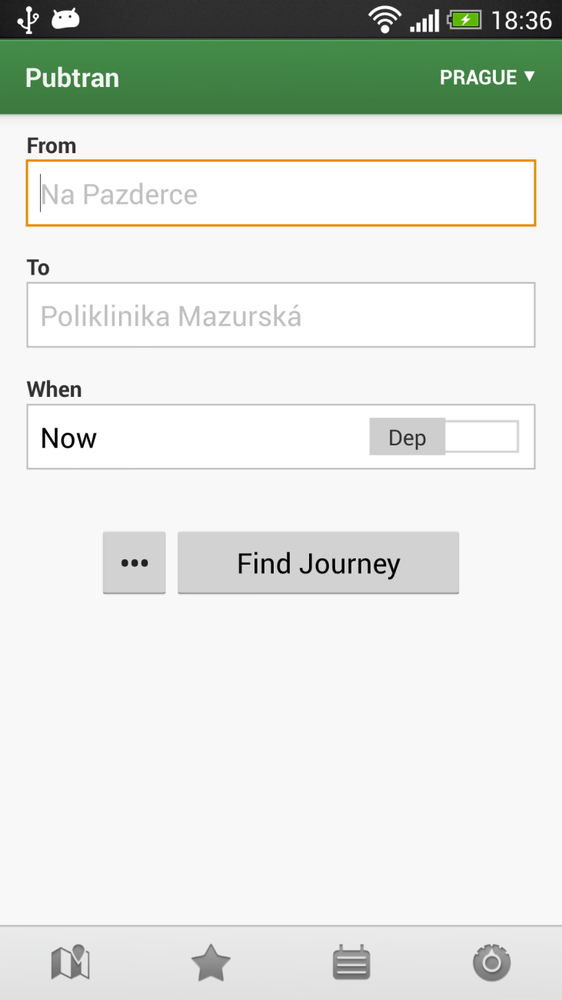 18:36
Pubtran
PRAGUE
From
Na Pazderce
To
Poliklinika Mazurská
When
Now
Dep
•••
Find Journey